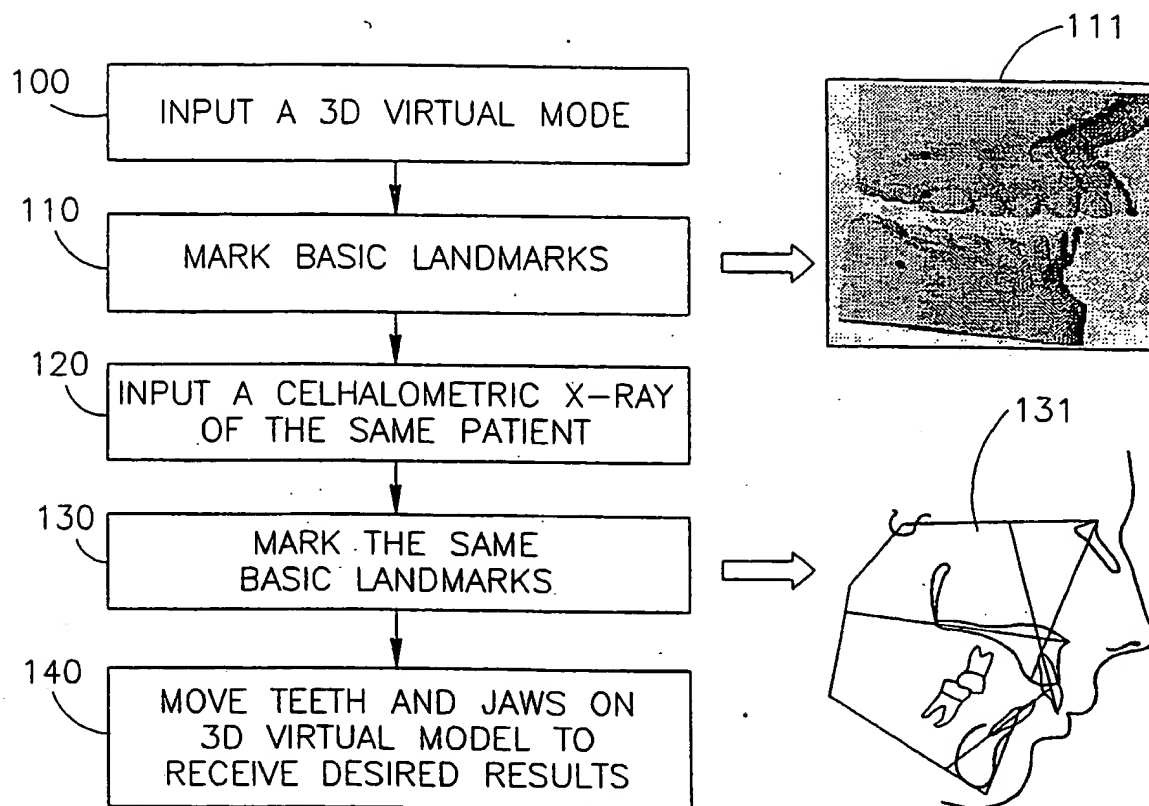 111
100
INPUT A 3D VIRTUAL MODE
110
MARK BASIC LANDMARKS
120
INPUT A CELHALOMETRIC X-RAY
OF THE SAME PATIENT
131
130
MARK THE SAME
BASIC LANDMARKS
140
MOVE TEETH AND JAWS ON
3D VIRTUAL MODEL TO
RECEIVE DESIRED RESULTS